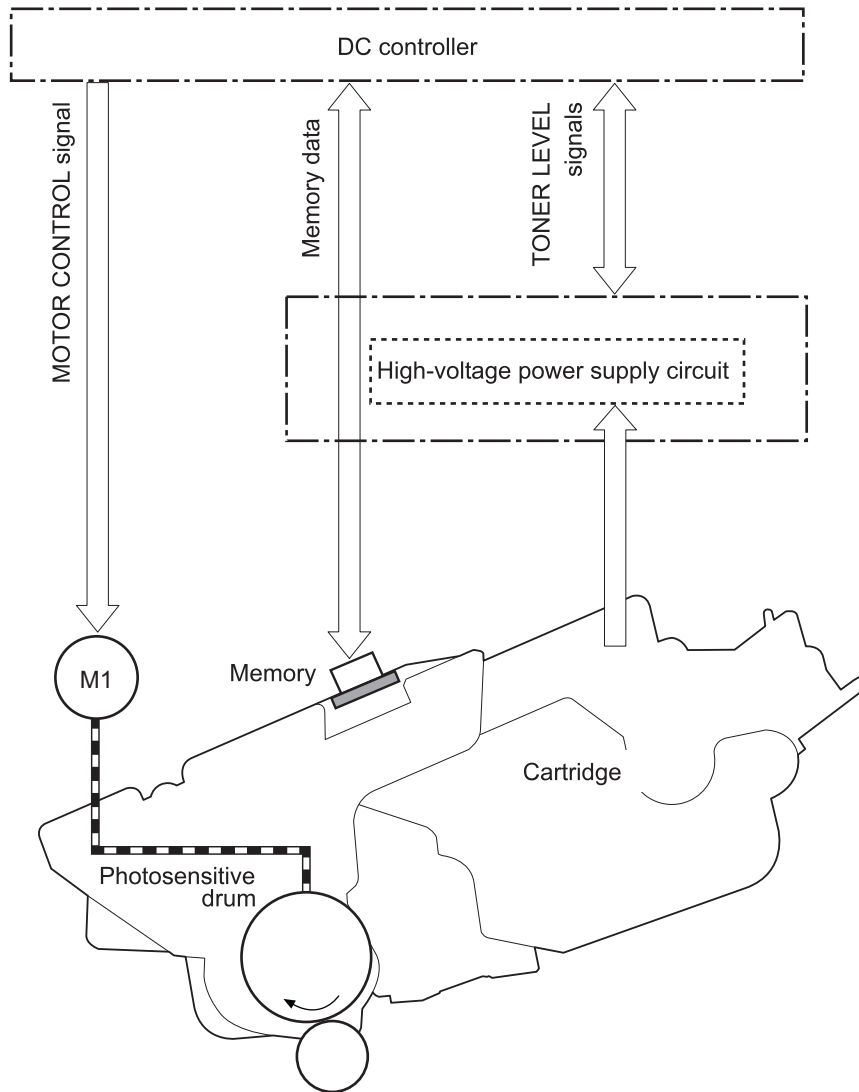 DC controller
MOTOR CONTROL signal
Memory data
TONER LEVEL
signals
High-voltage power supply circuit
M1
Memory
Cartridge
Photosensitive
drum